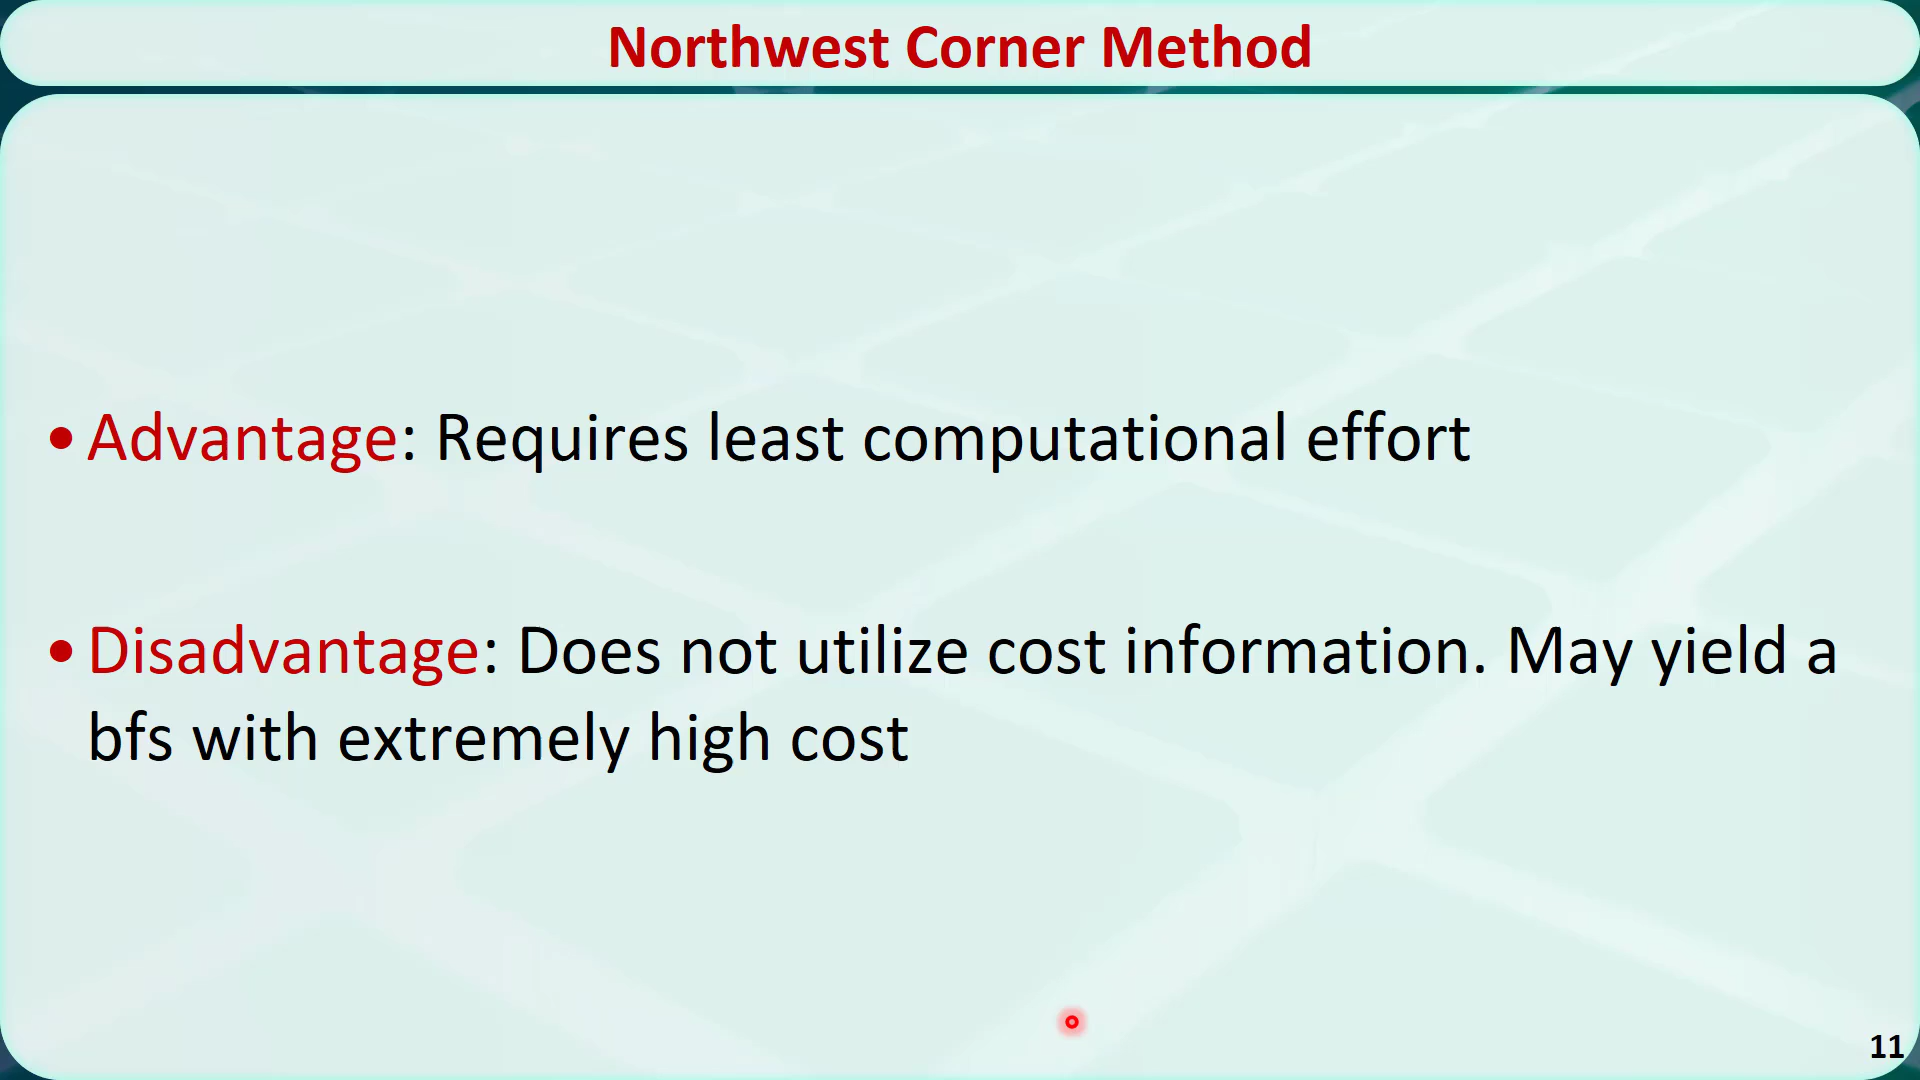 Northwest Corner Method
• Advantage: Requires least computational effort
• Disadvantage: Does not utilize cost information. May yield a
bfs with extremely high cost
11